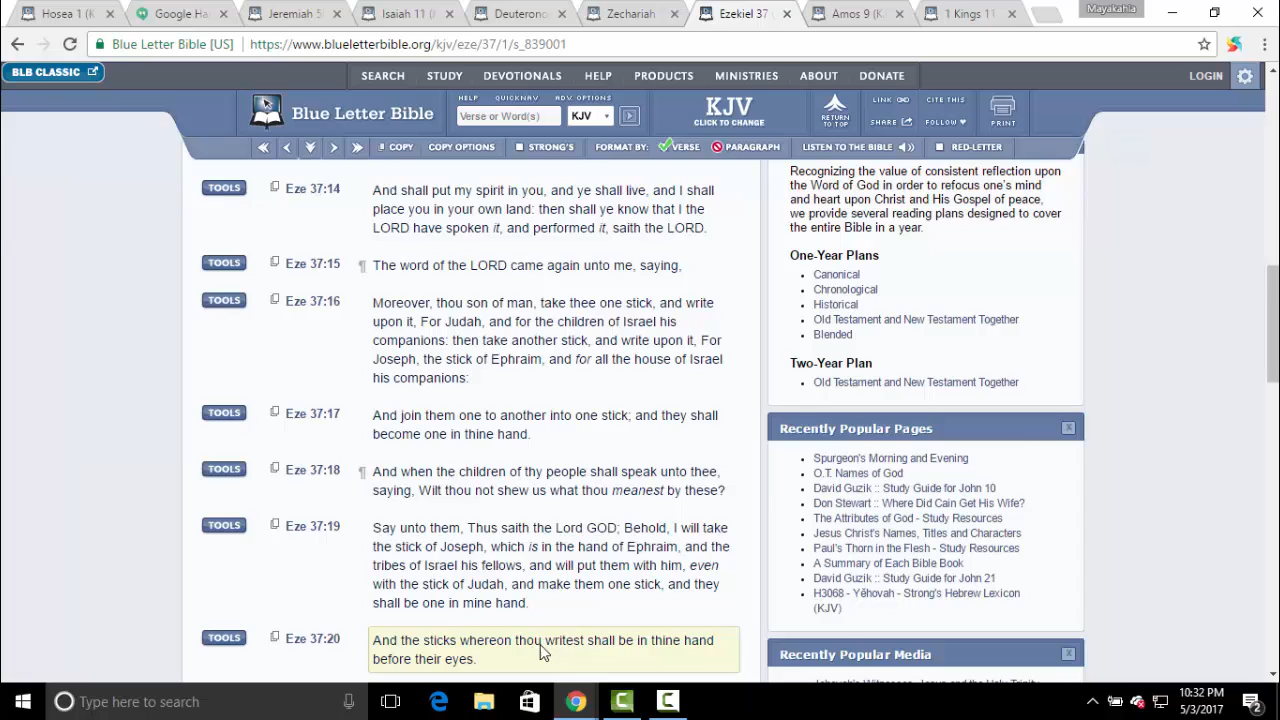 Hosea 1 (K
Google Ha
Jeremiah 5
Isaiah 11 (
Deuterono
Zechariah
Ezekiel 37
Amos 9 (K
1 Kings 11
Mayakahla
Blue Letter Bible [US]
https://www.blueletterbible.org/kjv/eze/37/1/s_839001
BLB CLASSIC
SEARCH STUDY DEVOTIONALS HELP PRODUCTS MINISTRIES ABOUT DONATE
LOGIN
Blue Letter Bible
HELP QUICKNAV ADV. OPTIONS
Verse or Word(s)
KJV
KJV
CLICK TO CHANGE
RETURN TO TOP
LINK
CITE THIS
SHARE
FOLLOW
PRINT
COPY COPY OPTIONS STRONG'S FORMAT BY: VERSE PARAGRAPH LISTEN TO THE BIBLE RED-LETTER
TOOLS Eze 37:14 And shall put my spirit in you, and ye shall live, and I shall
place you in your own land: then shall ye know that I the
LORD have spoken it, and performed it, saith the LORD.
TOOLS Eze 37:15 ¶ The word of the LORD came again unto me, saying,
TOOLS Eze 37:16 Moreover, thou son of man, take thee one stick, and write
upon it, For Judah, and for the children of Israel his
companions: then take another stick, and write upon it, For
Joseph, the stick of Ephraim, and for all the house of Israel
his companions:
TOOLS Eze 37:17 And join them one to another into one stick; and they shall
become one in thine hand.
TOOLS Eze 37:18 ¶ And when the children of thy people shall speak unto thee,
saying, Wilt thou not shew us what thou meanest by these?
TOOLS Eze 37:19 Say unto them, Thus saith the Lord GOD; Behold, I will take
the stick of Joseph, which is in the hand of Ephraim, and the
tribes of Israel his fellows, and will put them with him, even
with the stick of Judah, and make them one stick, and they
shall be one in mine hand.
TOOLS Eze 37:20 And the sticks whereon thou writest shall be in thine hand
before their eyes.
Recognizing the value of consistent reflection upon
the Word of God in order to refocus one's mind
and heart upon Christ and His Gospel of peace,
we provide several reading plans designed to cover
the entire Bible in a year.
One-Year Plans
Canonical
Chronological
Historical
Old Testament and New Testament Together
Blended
Two-Year Plan
Old Testament and New Testament Together
Recently Popular Pages
Spurgeon's Morning and Evening
O.T. Names of God
David Guzik :: Study Guide for John 10
Don Stewart :: Where Did Cain Get His Wife?
The Attributes of God - Study Resources
Jesus Christ's Names, Titles and Characters
Paul's Thorn in the Flesh - Study Resources
A Summary of Each Bible Book
David Guzik :: Study Guide for John 21
H3068 - Yĕhovah - Strong's Hebrew Lexicon
(KJV)
Recently Popular Media
Type here to search
10:32 PM
5/3/2017
2